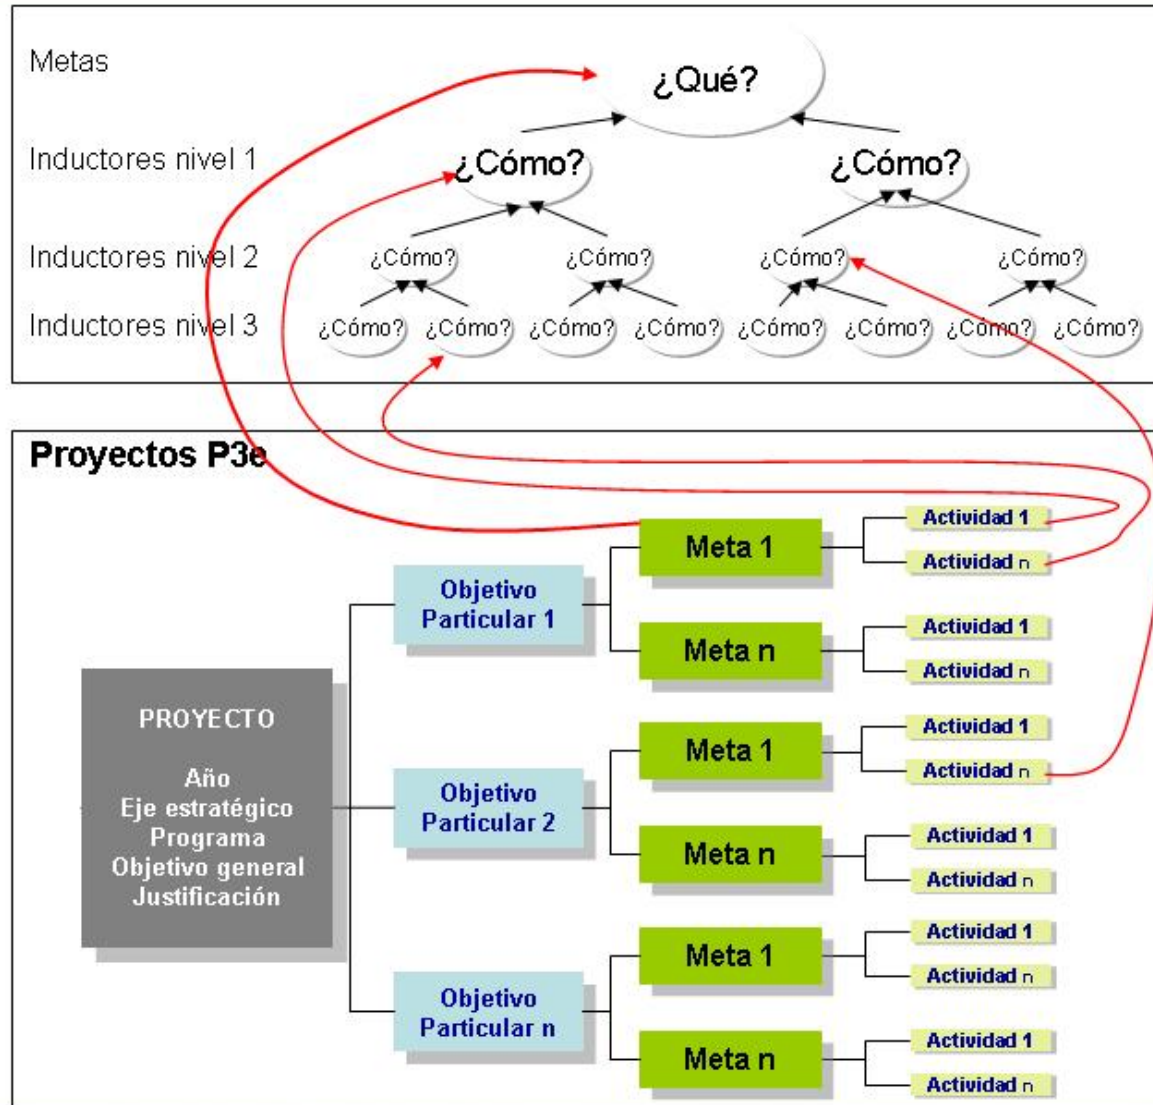 Metas
¿Qué?
Inductores nivel 1
¿Cómo? ¿Cómo?
Inductores nivel 2
¿Cómo? ¿Cómo? ¿Cómo? ¿Cómo?
Inductores nivel 3
¿Cómo? ¿Cómo? ¿Cómo? ¿Cómo? ¿Cómo? ¿Cómo? ¿Cómo? ¿Cómo?
Proyectos P3e
PROYECTO
Año
Eje estratégico
Programa
Objetivo general
Justificación
Objetivo
Particular 1
Meta 1
Actividad 1
Actividad n
Meta n
Actividad 1
Actividad n
Objetivo
Particular 2
Meta 1
Actividad 1
Actividad n
Meta n
Actividad 1
Actividad n
Objetivo
Particular n
Meta 1
Actividad 1
Actividad n
Meta n
Actividad 1
Actividad n